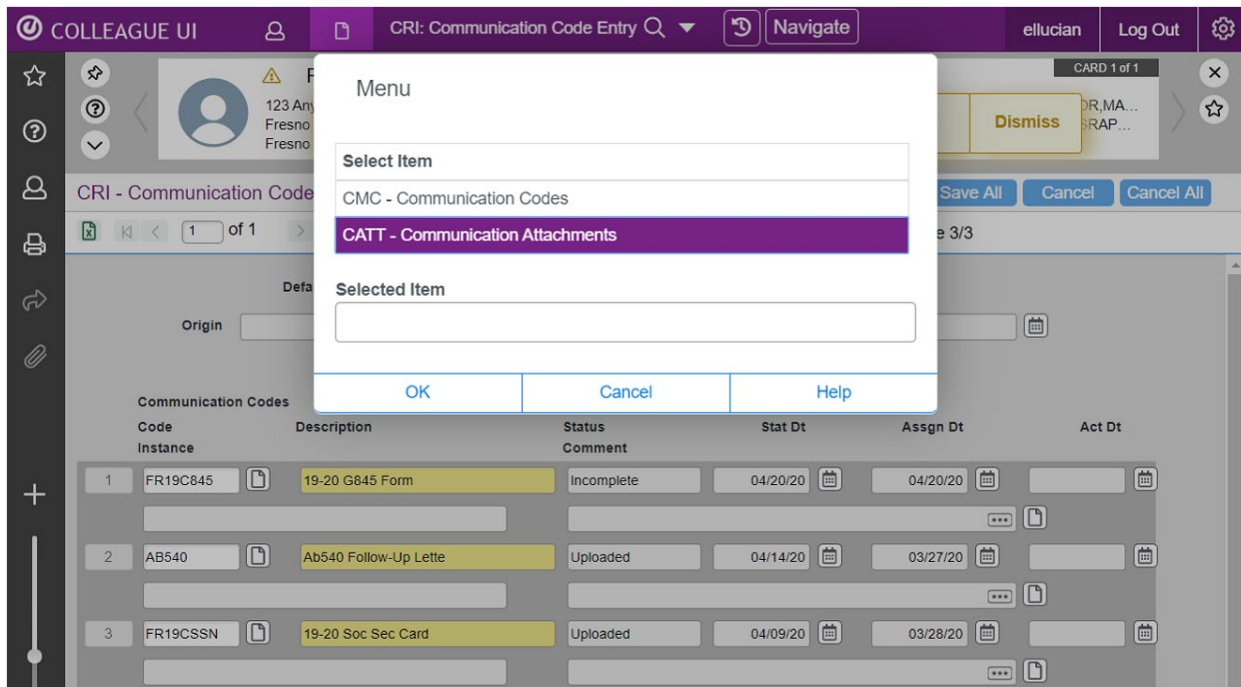 COLLEAGUE UI
CRI: Communication Code Entry
Navigate
ellucian
Log Out
CARD 1 of 1
123 Any
Fresno
Fresno
Dismiss
OR,MA...
Menu
Select Item
CMC - Communication Codes
CATT - Communication Attachments
Selected Item
OK Cancel Help
CRI - Communication Code
Save All Cancel Cancel All
1 of 1
e 3/3
Defa
Origin
Communication Codes
Code Description Status Stat Dt Assgn Dt Act Dt
Instance Comment
1 FR19C845 19-20 G845 Form Incomplete 04/20/20 04/20/20
2 AB540 Ab540 Follow-Up Lette Uploaded 04/14/20 03/27/20
3 FR19CSSN 19-20 Soc Sec Card Uploaded 04/09/20 03/28/20